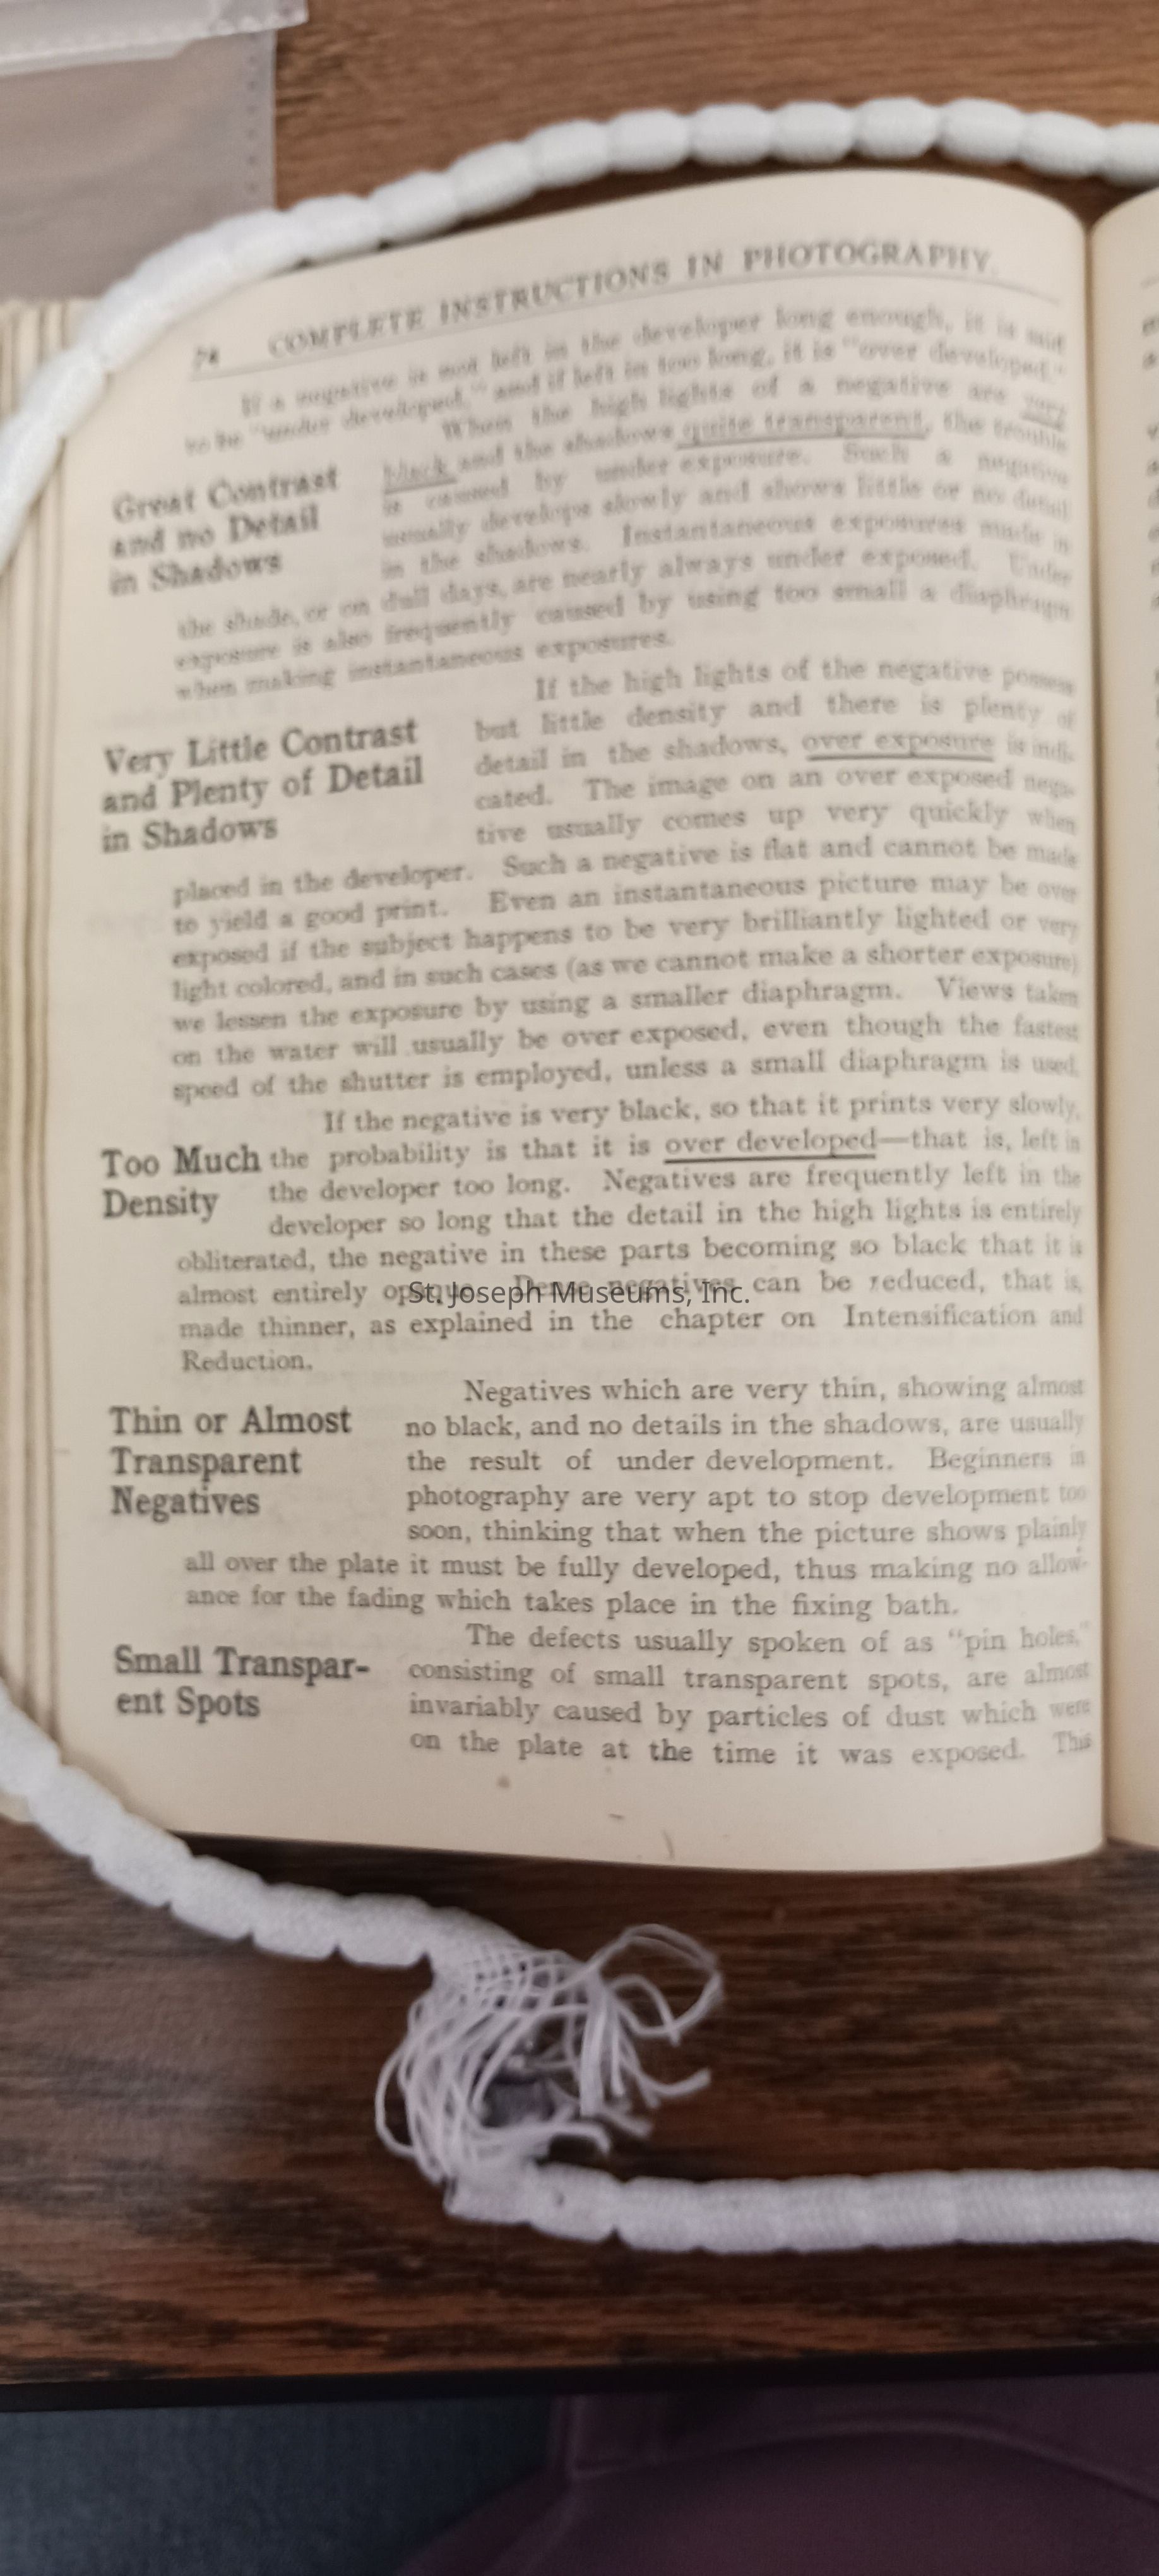 COMPLETE INSTRUCTIONS IN PHOTOGRAPHY
If a negative is not left in the developer long enough, it is said
to be "under developed," and if left in too long, it is "over developed."
Great Contrast
and no Detail
in Shadows
When the high lights of a negative are very
black and the shadows quite transparent, the trouble
is caused by under exposure. Such a negative
usually develops slowly and shows little or no detail
in the shadows. Instantaneous exposures made in
the shade, or on dull days, are nearly always under exposed. Under
exposure is also frequently caused by using too small a diaphragm
when making instantaneous exposures.
Very Little Contrast
and Plenty of Detail
in Shadows
If the high lights of the negative possess
but little density and there is plenty of
detail in the shadows, over exposure is indi-
cated. The image on an over exposed nega-
tive usually comes up very quickly when
placed in the developer. Such a negative is flat and cannot be made
to yield a good print. Even an instantaneous picture may be over
exposed if the subject happens to be very brilliantly lighted or very
light colored, and in such cases (as we cannot make a shorter exposure)
we lessen the exposure by using a smaller diaphragm. Views taken
on the water will usually be over exposed, even though the fastest
speed of the shutter is employed, unless a small diaphragm is used.
Too Much
Density
If the negative is very black, so that it prints very slowly,
the probability is that it is over developed—that is, left in
the developer too long. Negatives are frequently left in the
developer so long that the detail in the high lights is entirely
obliterated, the negative in these parts becoming so black that it is
almost entirely opaque. Dense negatives can be reduced, that is,
St. Joseph Museums, Inc.
made thinner, as explained in the chapter on Intensification and
Reduction.
Thin or Almost
Transparent
Negatives
Negatives which are very thin, showing almost
no black, and no details in the shadows, are usually
the result of under development. Beginners in
photography are very apt to stop development too
soon, thinking that when the picture shows plainly
all over the plate it must be fully developed, thus making no allow-
ance for the fading which takes place in the fixing bath.
Small Transpar-
ent Spots
The defects usually spoken of as "pin holes,"
consisting of small transparent spots, are almost
invariably caused by particles of dust which were
on the plate at the time it was exposed. This